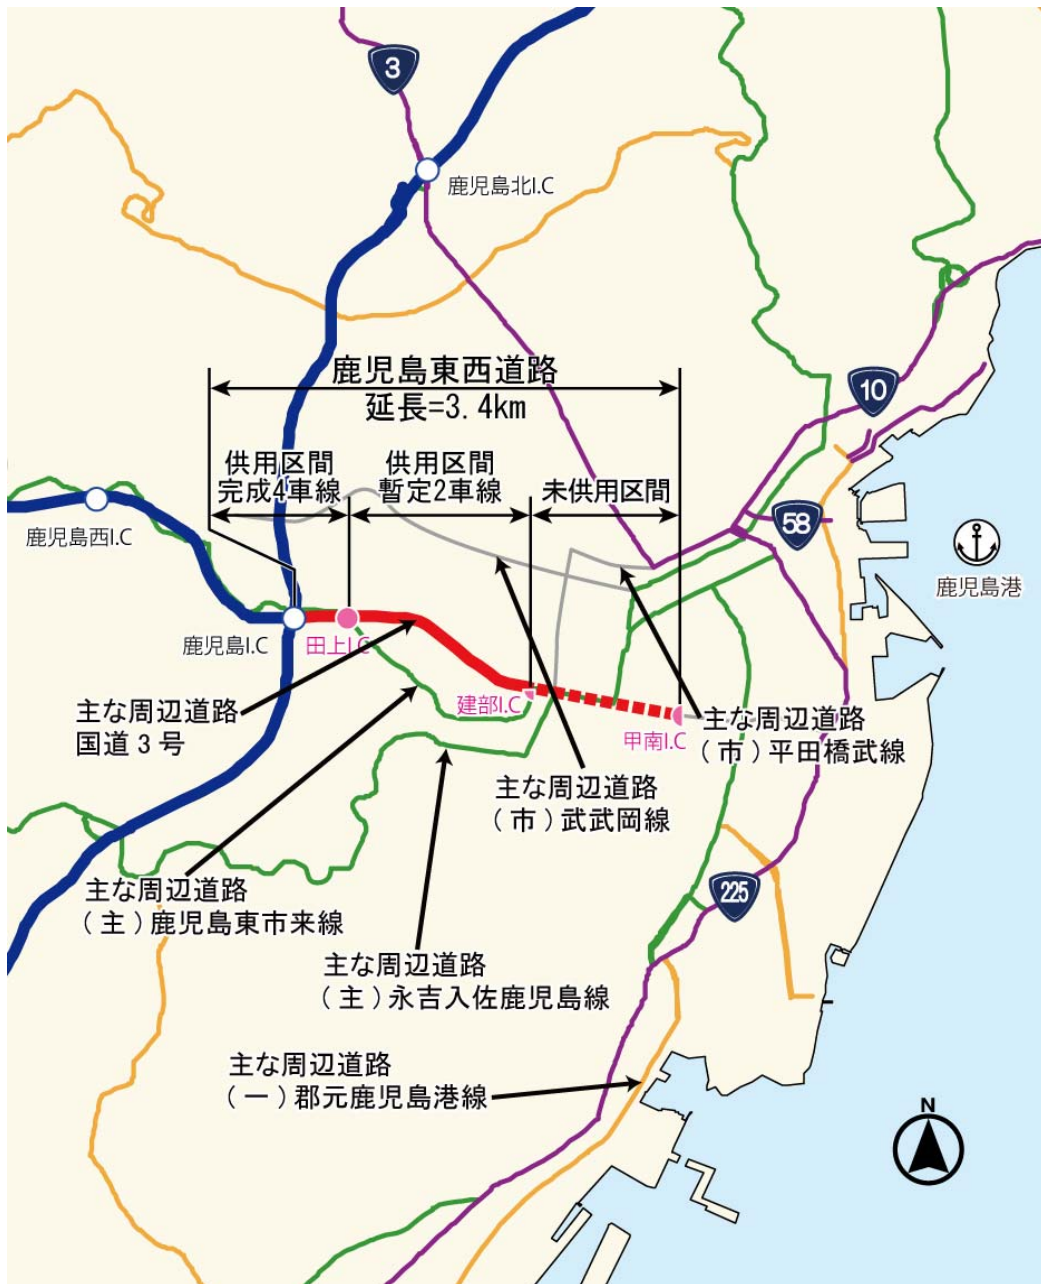 3
鹿児島北I.C
鹿児島東西道路
延長=3.4km
10
供用区間
完成4車線
供用区間
暫定2車線
未供用区間
58
鹿児島西I.C
鹿児島港
鹿児島I.C
田上I.C
建部I.C
甲南I.C
主な周辺道路
国道3号
主な周辺道路
(市)平田橋武線
主な周辺道路
(市)武武岡線
主な周辺道路
(主)鹿児島東市来線
225
主な周辺道路
(主)永吉入佐鹿児島線
主な周辺道路
(一)郡元鹿児島港線
N